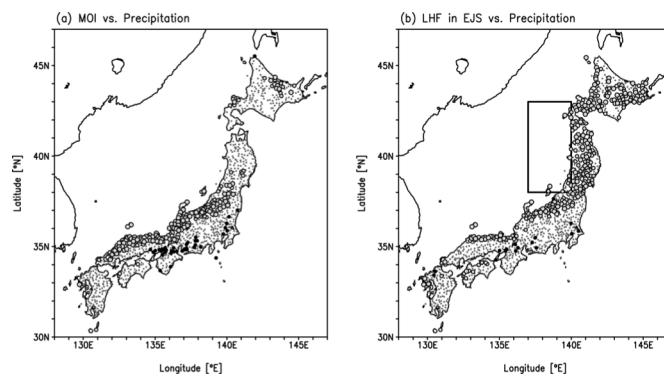 (a) MOI vs. Precipitation
(b) LHF in EJS vs. Precipitation
45N
40N
35N
30N
130E
135E
140E
145E
Latitude [°N]
Longitude [°E]
45N
40N
35N
30N
130E
135E
140E
145E
Latitude [°N]
Longitude [°E]